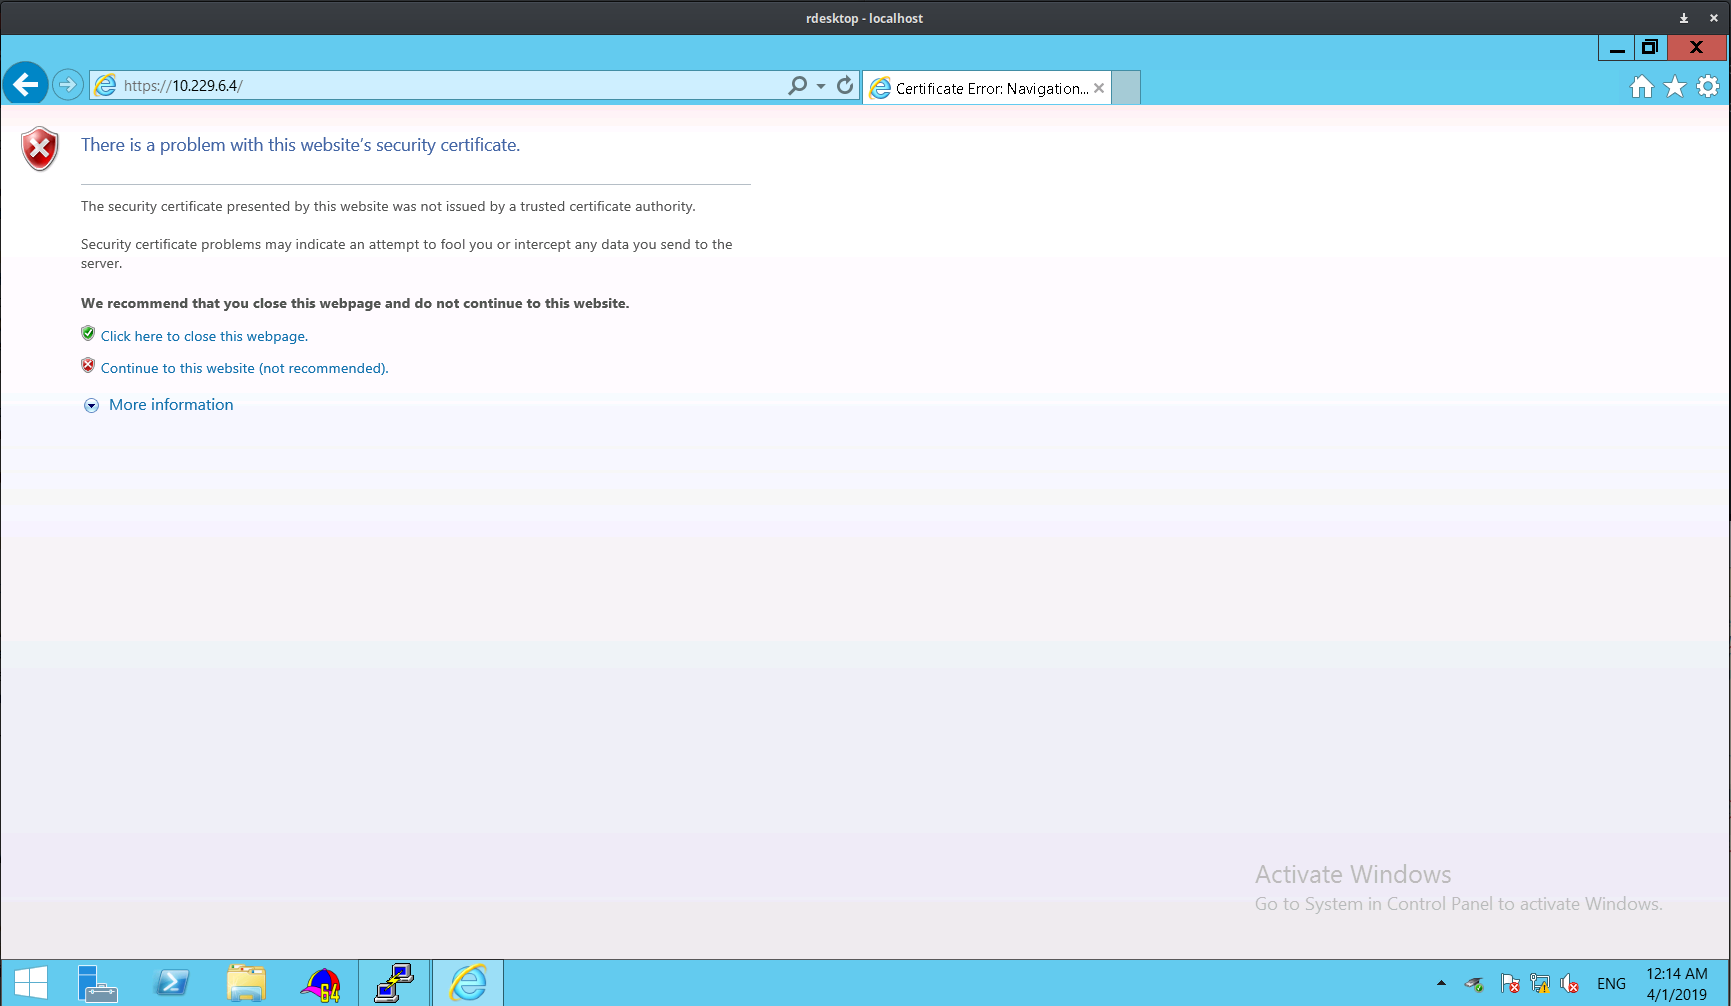 rdesktop - localhost
https://10.229.6.4/
Certificate Error: Navigation...
There is a problem with this website's security certificate.
The security certificate presented by this website was not issued by a trusted certificate authority.
Security certificate problems may indicate an attempt to fool you or intercept any data you send to the
server.
We recommend that you close this webpage and do not continue to this website.
Click here to close this webpage.
Continue to this website (not recommended).
More information
Activate Windows
Go to System in Control Panel to activate Windows.
64
ENG
12:14 AM
4/1/2019